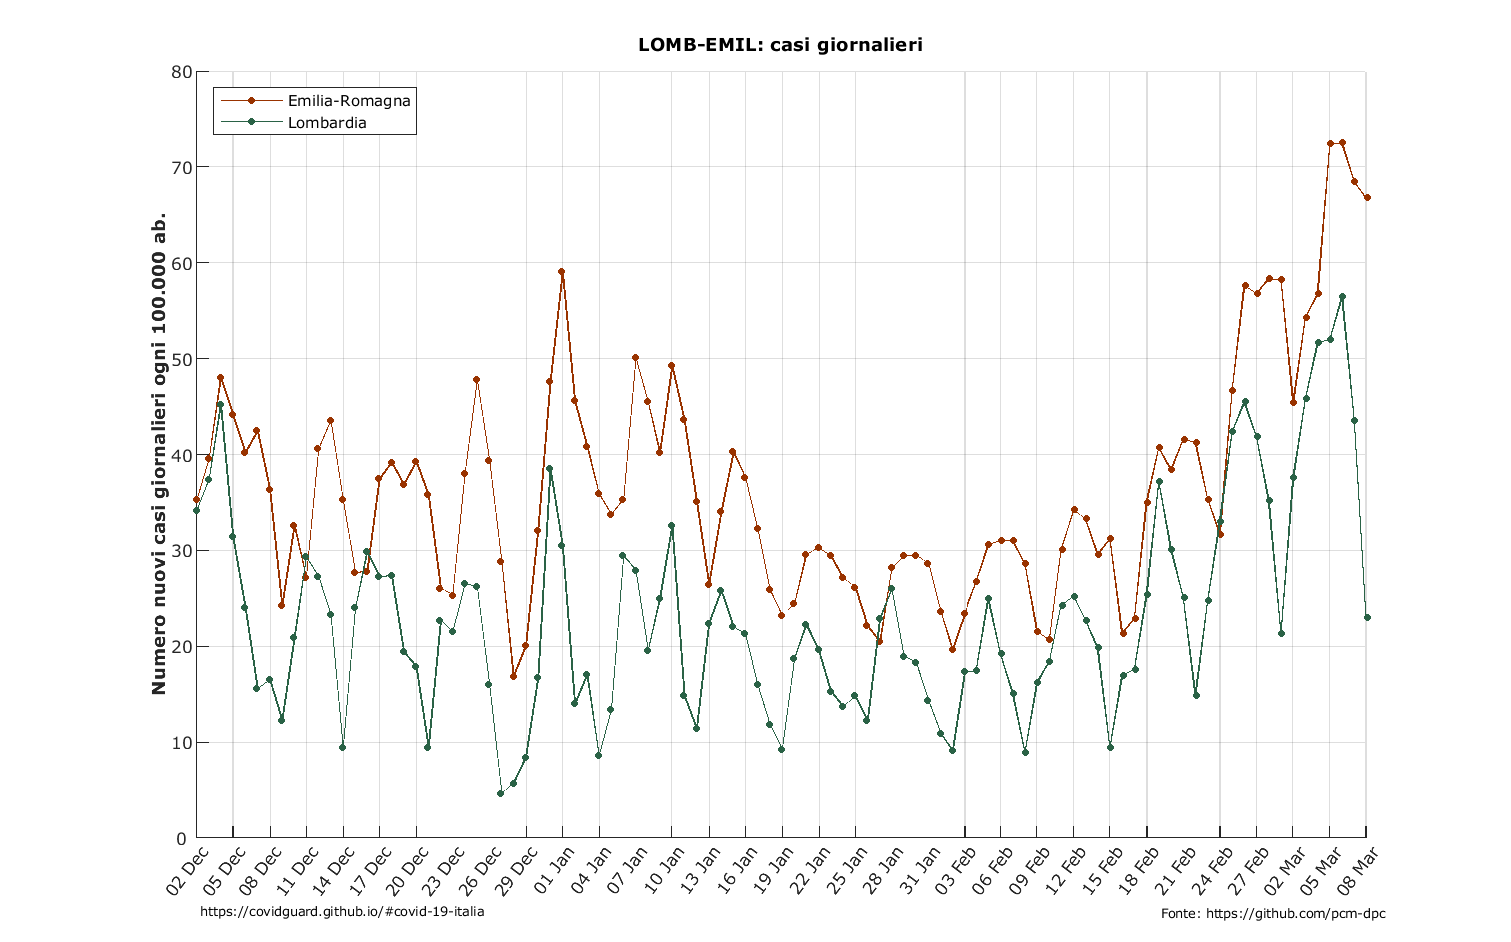 LOMB-EMIL: casi giornalieri
Numero nuovi casi giornalieri ogni 100.000 ab.
80
70
60
50
40
30
20
10
0
Emilia-Romagna
Lombardia
02 Dec
05 Dec
08 Dec
11 Dec
14 Dec
17 Dec
20 Dec
23 Dec
26 Dec
29 Dec
01 Jan
04 Jan
07 Jan
10 Jan
13 Jan
16 Jan
19 Jan
22 Jan
25 Jan
28 Jan
31 Jan
03 Feb
06 Feb
09 Feb
12 Feb
15 Feb
18 Feb
21 Feb
24 Feb
27 Feb
02 Mar
05 Mar
08 Mar
https://covidguard.github.io/#covid-19-italia
Fonte: https://github.com/pcm-dpc